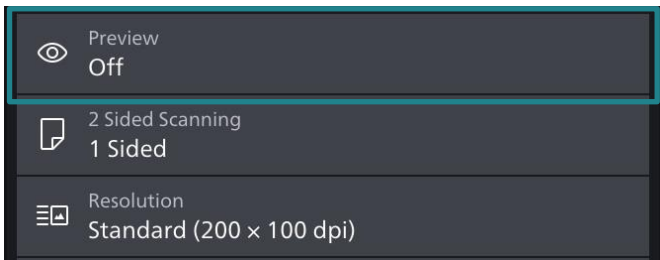 Preview
Off
2 Sided Scanning
1 Sided
Resolution
Standard (200 × 100 dpi)